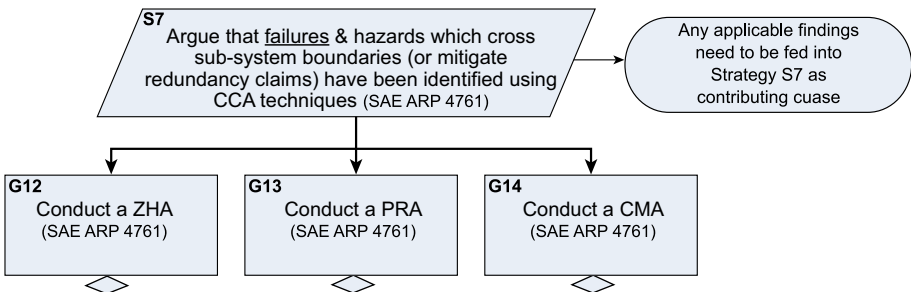 S7
Argue that failures & hazards which cross
sub-system boundaries (or mitigate
redundancy claims) have been identified using
CCA techniques (SAE ARP 4761)
Any applicable findings
need to be fed into
Strategy S7 as
contributing cuase
G12
Conduct a ZHA
(SAE ARP 4761)
G13
Conduct a PRA
(SAE ARP 4761)
G14
Conduct a CMA
(SAE ARP 4761)